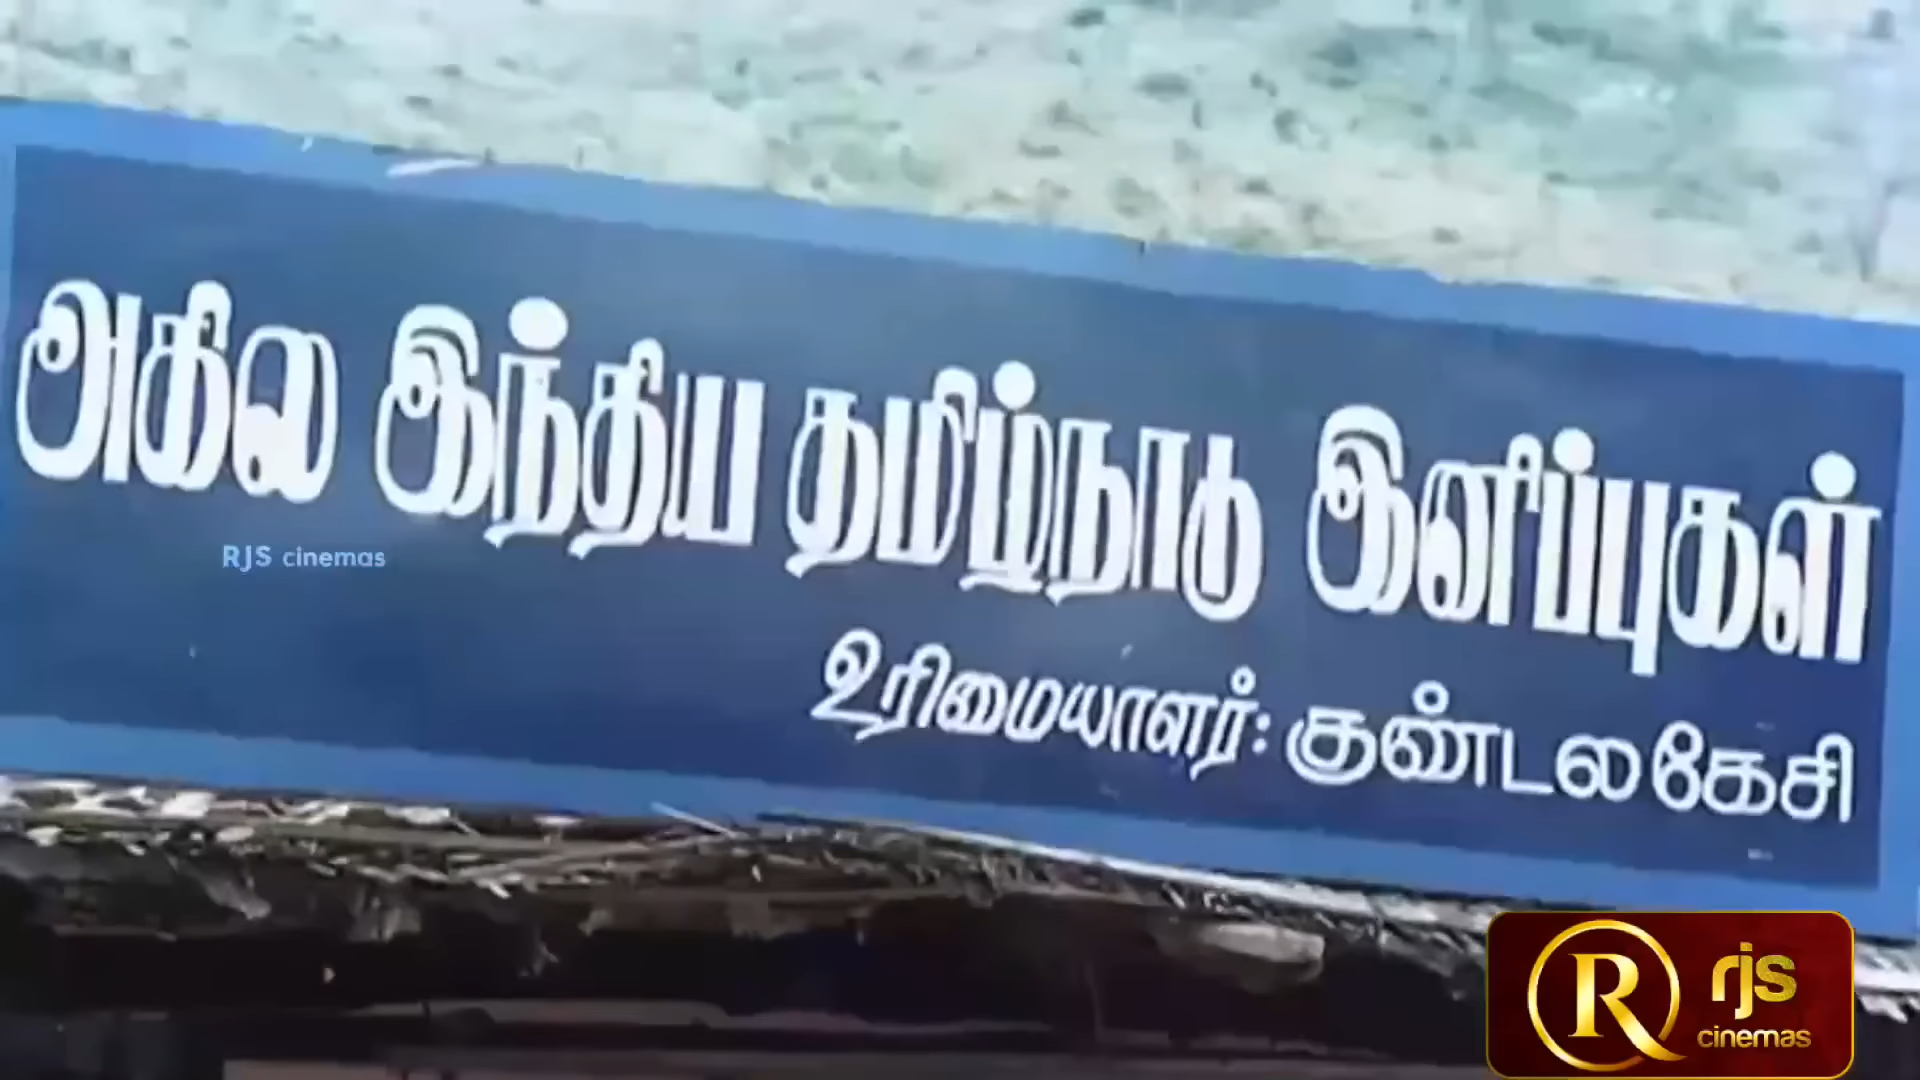 அகில இந்திய தமிழ்நாடு இனிப்புகள்
RJS cinemas
உரிமையாளர்: குண்டலகேசி
R rjs
cinemas